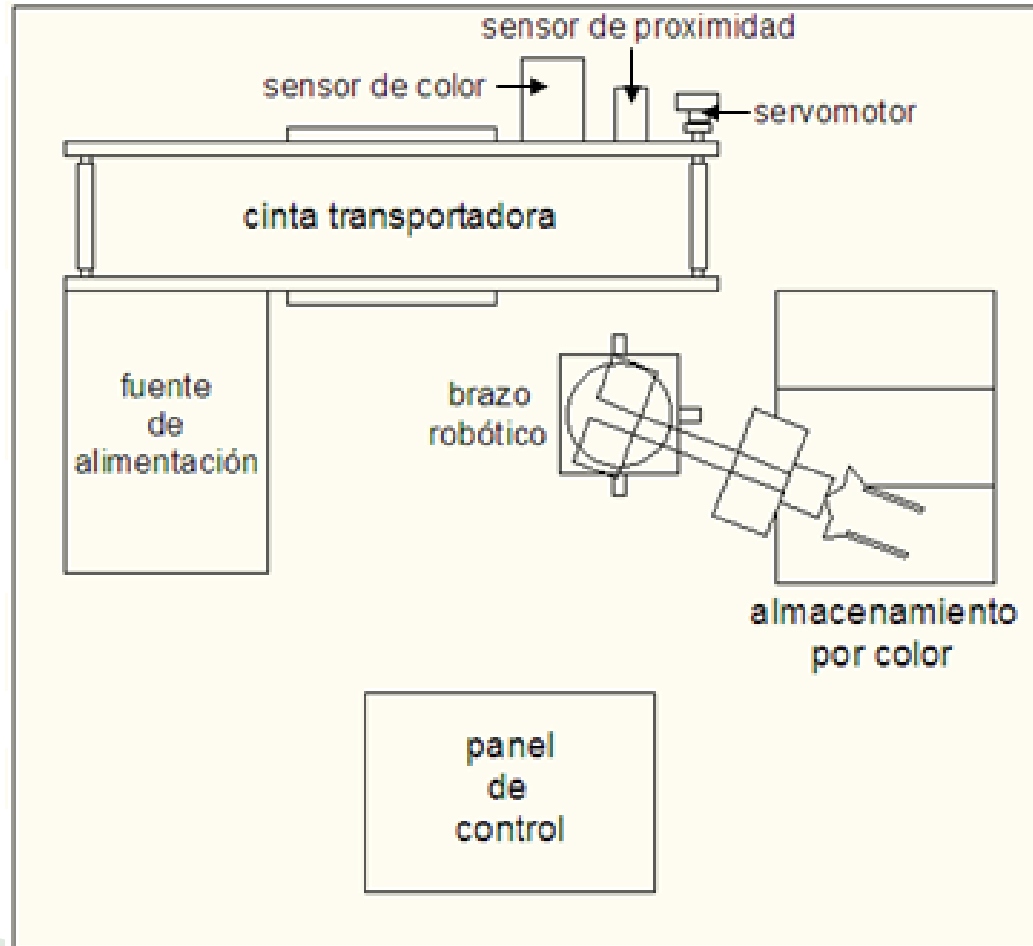 sensor de proximidad
sensor de color
servomotor
cinta transportadora
fuente
de
alimentación
brazo
robótico
almacenamiento
por color
panel
de
control